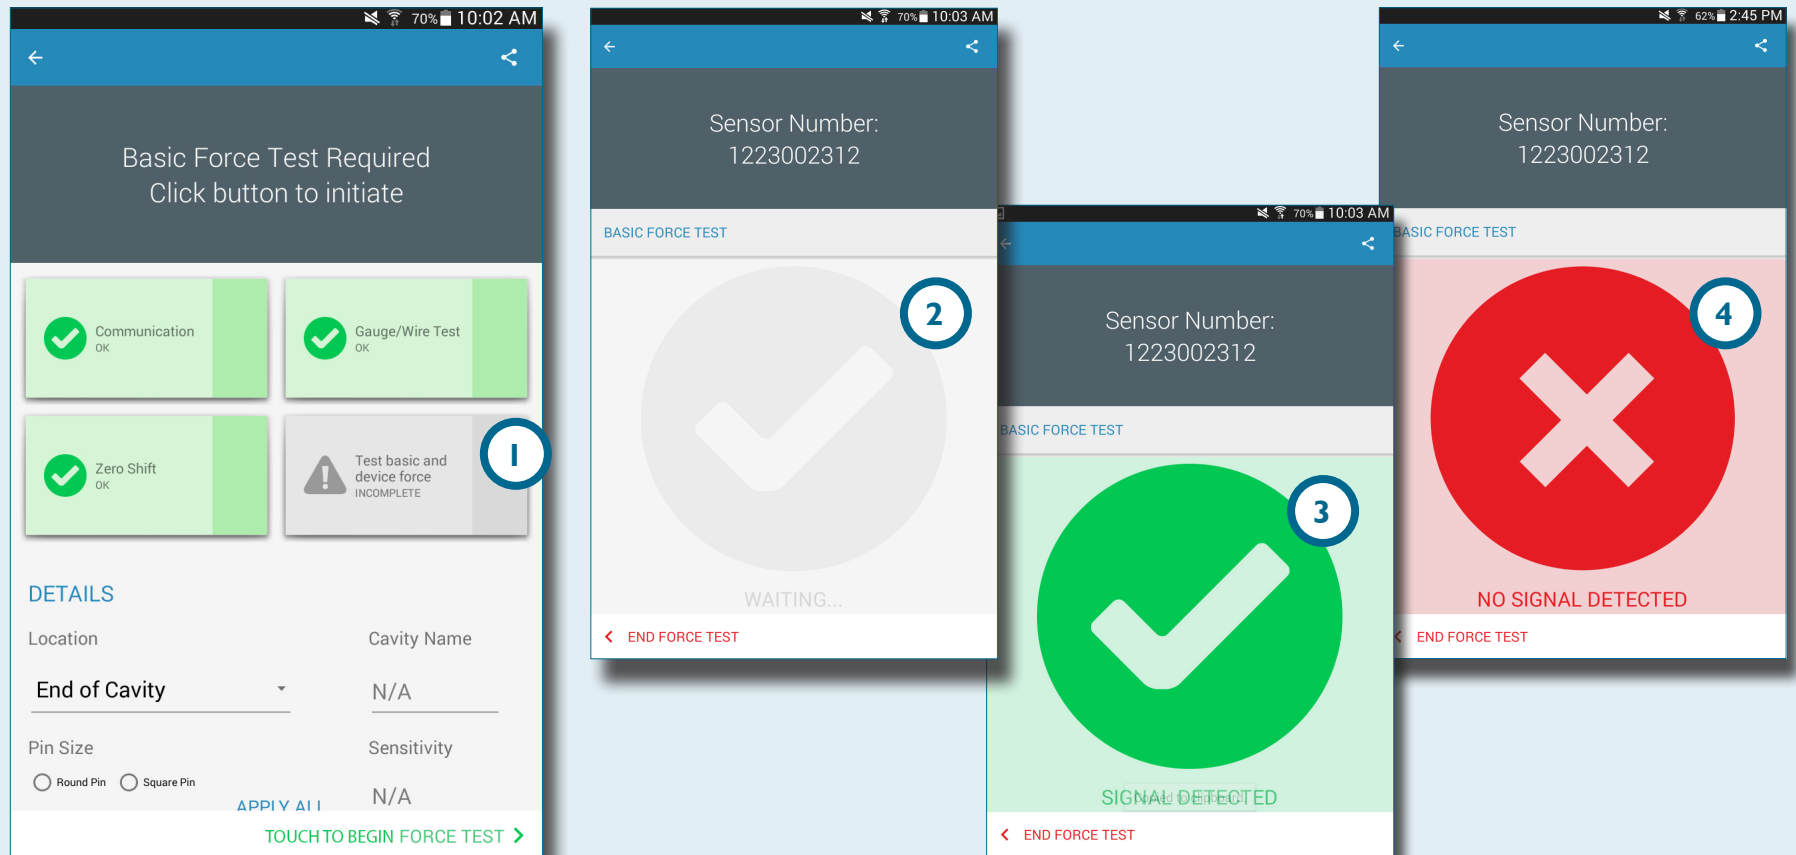 70% 10:02 AM
Basic Force Test Required
Click button to initiate
Communication
OK
Gauge/Wire Test
OK
Zero Shift
OK
Test basic and
device force
INCOMPLETE
1
DETAILS
Location
Cavity Name
End of Cavity
N/A
Pin Size
Sensitivity
Round Pin
Square Pin
N/A
APPLY ALL
TOUCH TO BEGIN FORCE TEST
70% 10:03 AM
Sensor Number:
1223002312
BASIC FORCE TEST
2
WAITING...
END FORCE TEST
70% 10:03 AM
Sensor Number:
1223002312
BASIC FORCE TEST
3
SIGNAL DETECTED
Copied to clipboard.
END FORCE TEST
62% 2:45 PM
Sensor Number:
1223002312
BASIC FORCE TEST
4
NO SIGNAL DETECTED
END FORCE TEST